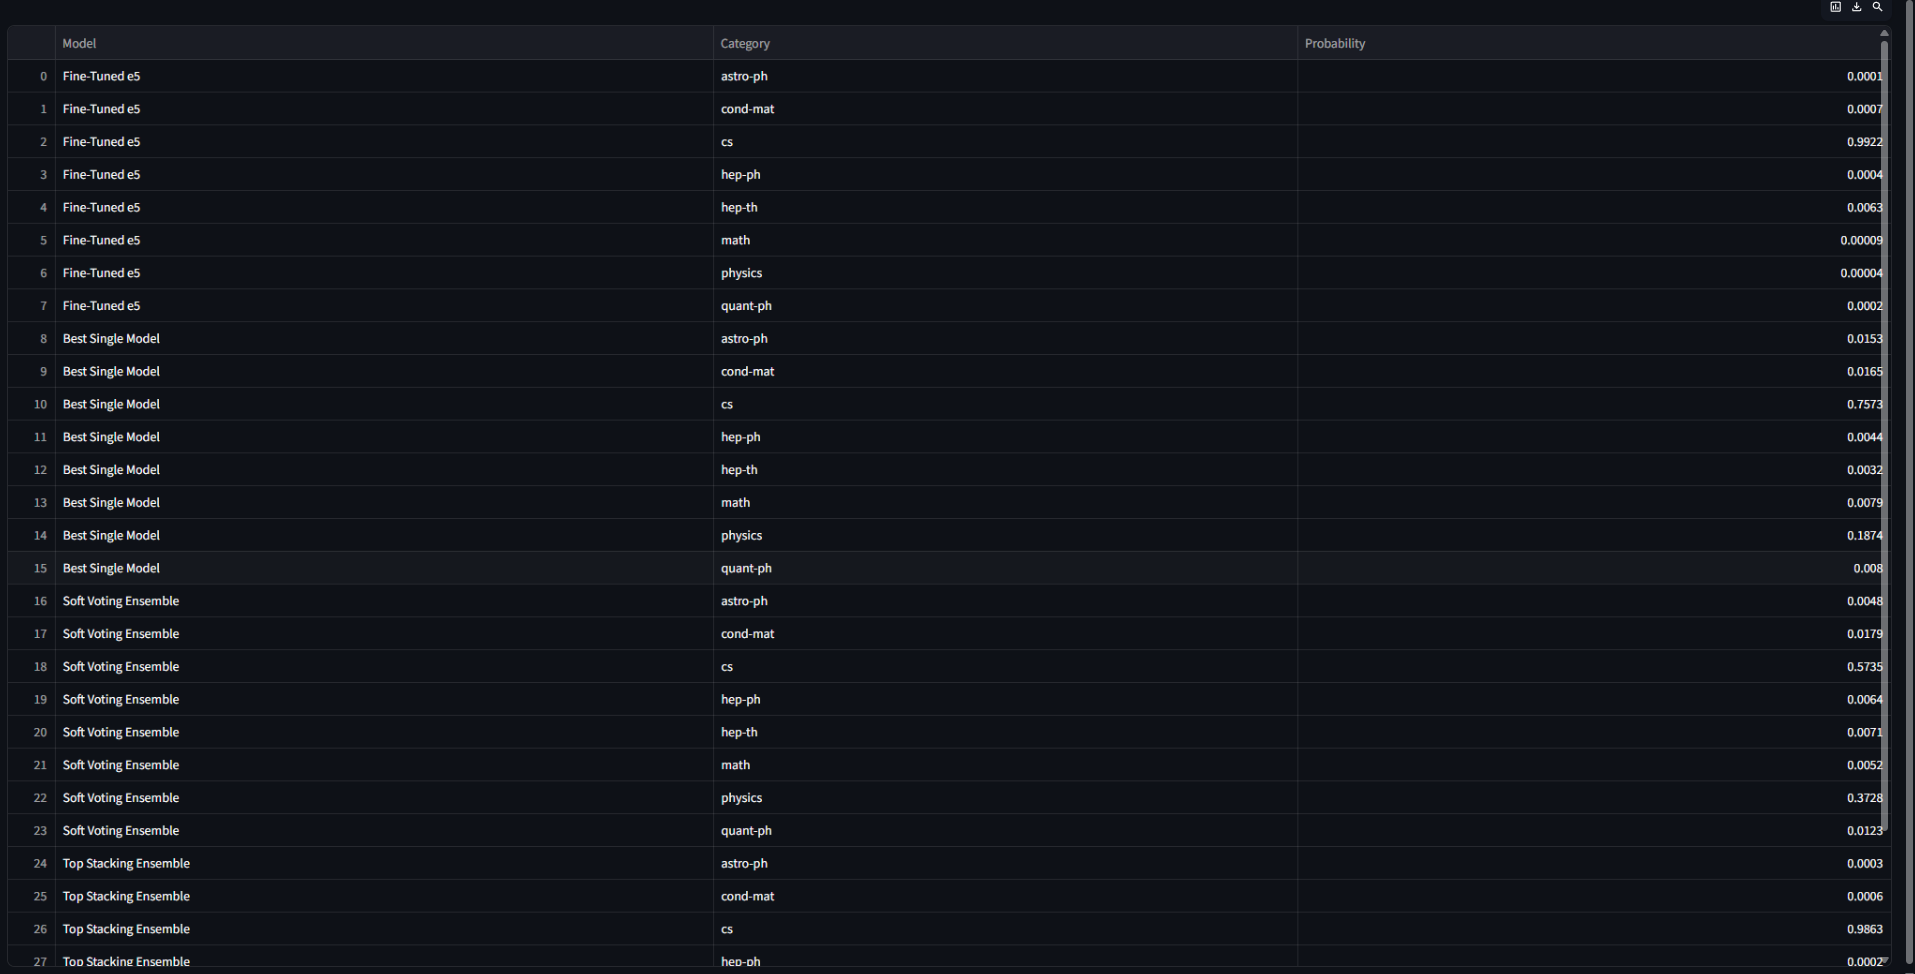 Model Category Probability
0 Fine-Tuned e5 astro-ph 0.0001
1 Fine-Tuned e5 cond-mat 0.0007
2 Fine-Tuned e5 cs 0.9922
3 Fine-Tuned e5 hep-ph 0.0004
4 Fine-Tuned e5 hep-th 0.0063
5 Fine-Tuned e5 math 0.00009
6 Fine-Tuned e5 physics 0.00004
7 Fine-Tuned e5 quant-ph 0.0002
8 Best Single Model astro-ph 0.0153
9 Best Single Model cond-mat 0.0165
10 Best Single Model cs 0.7573
11 Best Single Model hep-ph 0.0044
12 Best Single Model hep-th 0.0032
13 Best Single Model math 0.0079
14 Best Single Model physics 0.1874
15 Best Single Model quant-ph 0.008
16 Soft Voting Ensemble astro-ph 0.0048
17 Soft Voting Ensemble cond-mat 0.0179
18 Soft Voting Ensemble cs 0.5735
19 Soft Voting Ensemble hep-ph 0.0064
20 Soft Voting Ensemble hep-th 0.0071
21 Soft Voting Ensemble math 0.0052
22 Soft Voting Ensemble physics 0.3728
23 Soft Voting Ensemble quant-ph 0.0123
24 Top Stacking Ensemble astro-ph 0.0003
25 Top Stacking Ensemble cond-mat 0.0006
26 Top Stacking Ensemble cs 0.9863
27 Top Stacking Ensemble hep-ph 0.0002